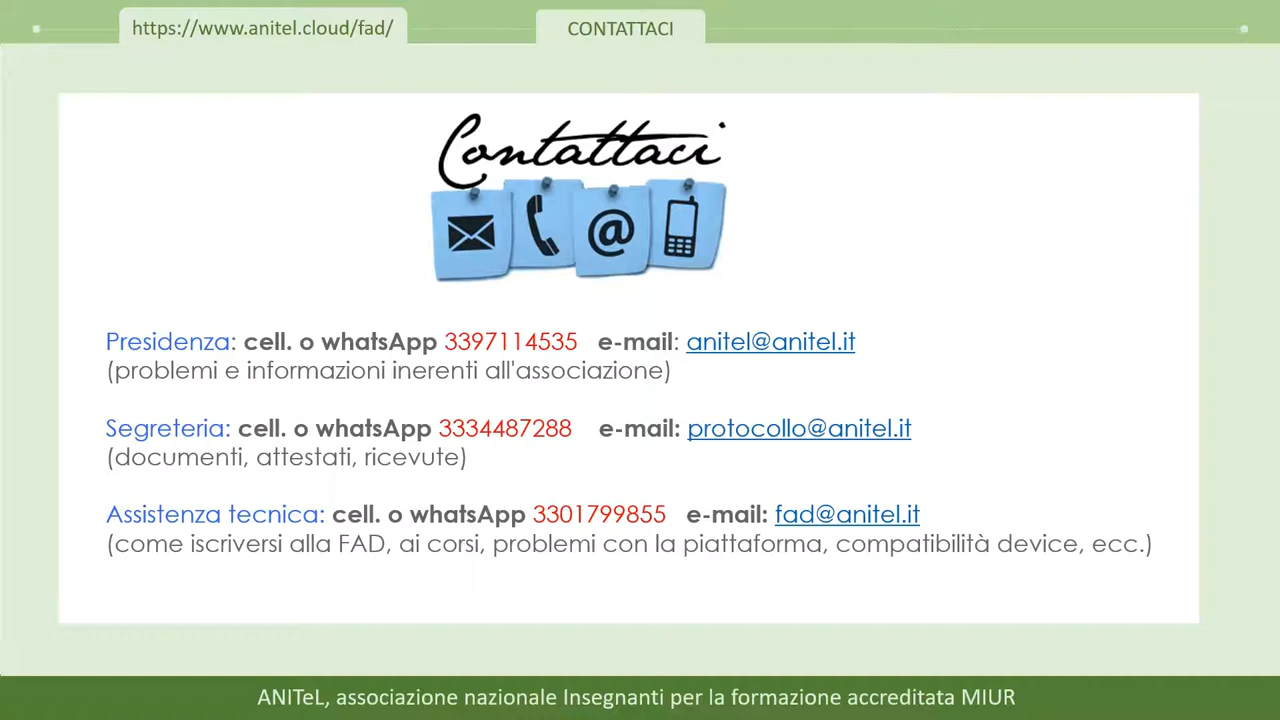 https://www.anitel.cloud/fad/
CONTATTACI
Contattaci
@
Presidenza: cell. o whatsApp 3397114535 e-mail: anitel@anitel.it
(problemi e informazioni inerenti all'associazione)
Segreteria: cell. o whatsApp 3334487288 e-mail: protocollo@anitel.it
(documenti, attestati, ricevute)
Assistenza tecnica: cell. o whatsApp 3301799855 e-mail: fad@anitel.it
(come iscriversi alla FAD, ai corsi, problemi con la piattaforma, compatibilità device, ecc.)
ANITeL, associazione nazionale Insegnanti per la formazione accreditata MIUR